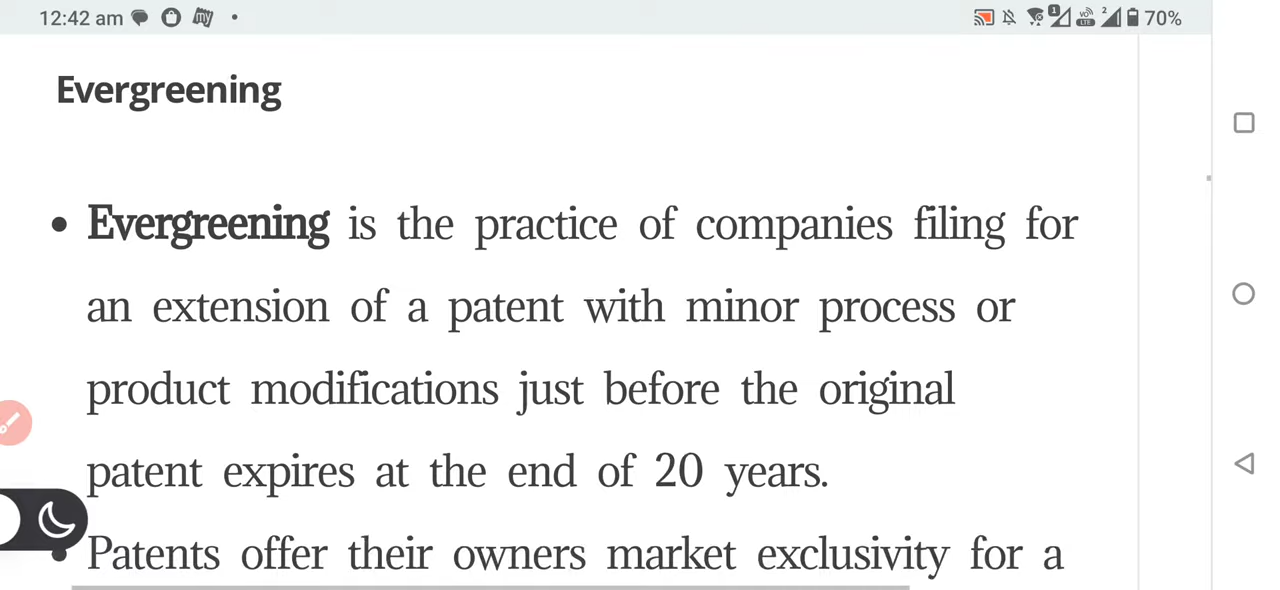 12:42 am 70%
Evergreening
• Evergreening is the practice of companies filing for
an extension of a patent with minor process or
product modifications just before the original
patent expires at the end of 20 years.
• Patents offer their owners market exclusivity for a